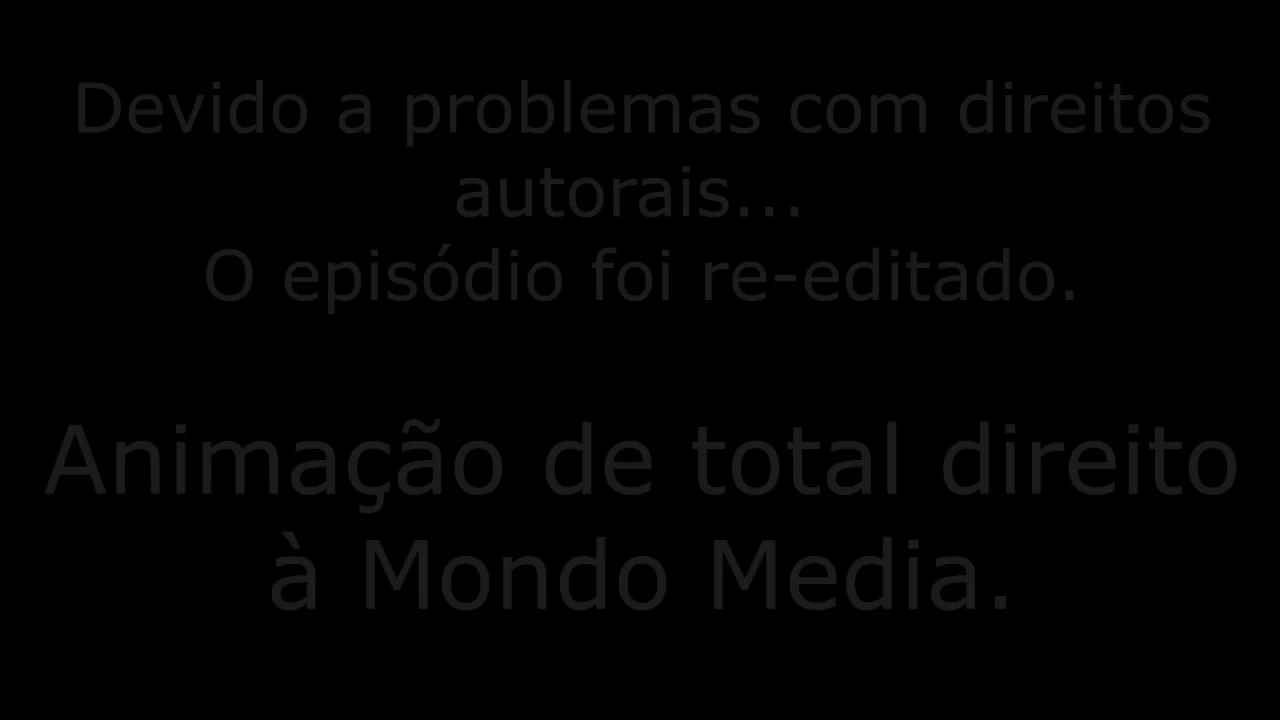 Devido a problemas com direitos
autorais...
O episódio foi re-editado.
Animação de total direito
à Mondo Media.